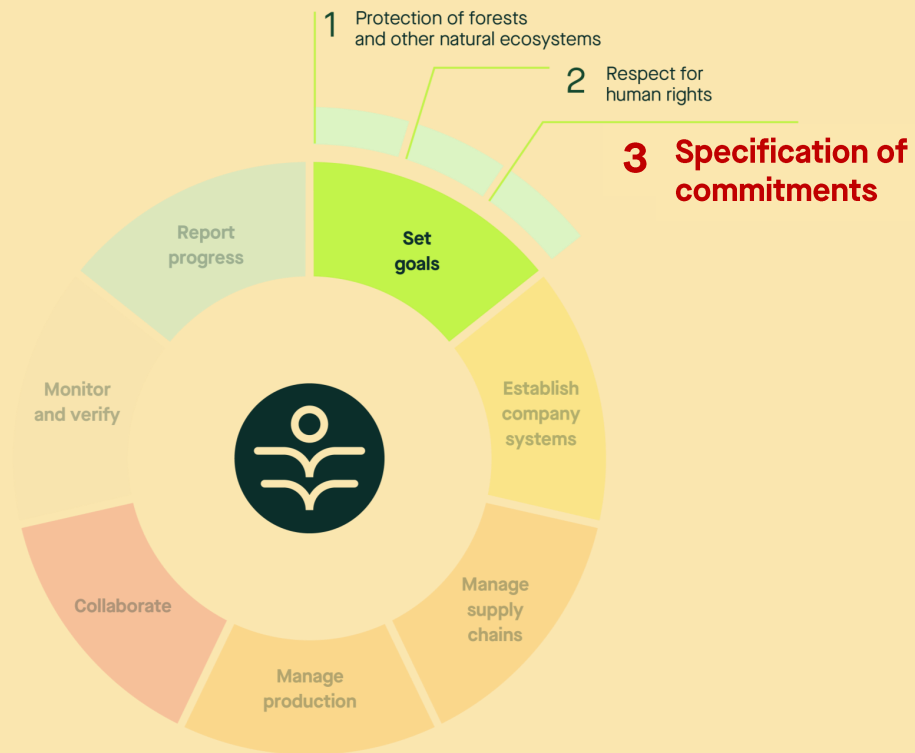 1 Protection of forests
and other natural ecosystems
2 Respect for
human rights
3 Specification of
commitments
Set
goals
Establish
company
systems
Manage
supply
chains
Manage
production
Collaborate
Monitor
and verify
Report
progress